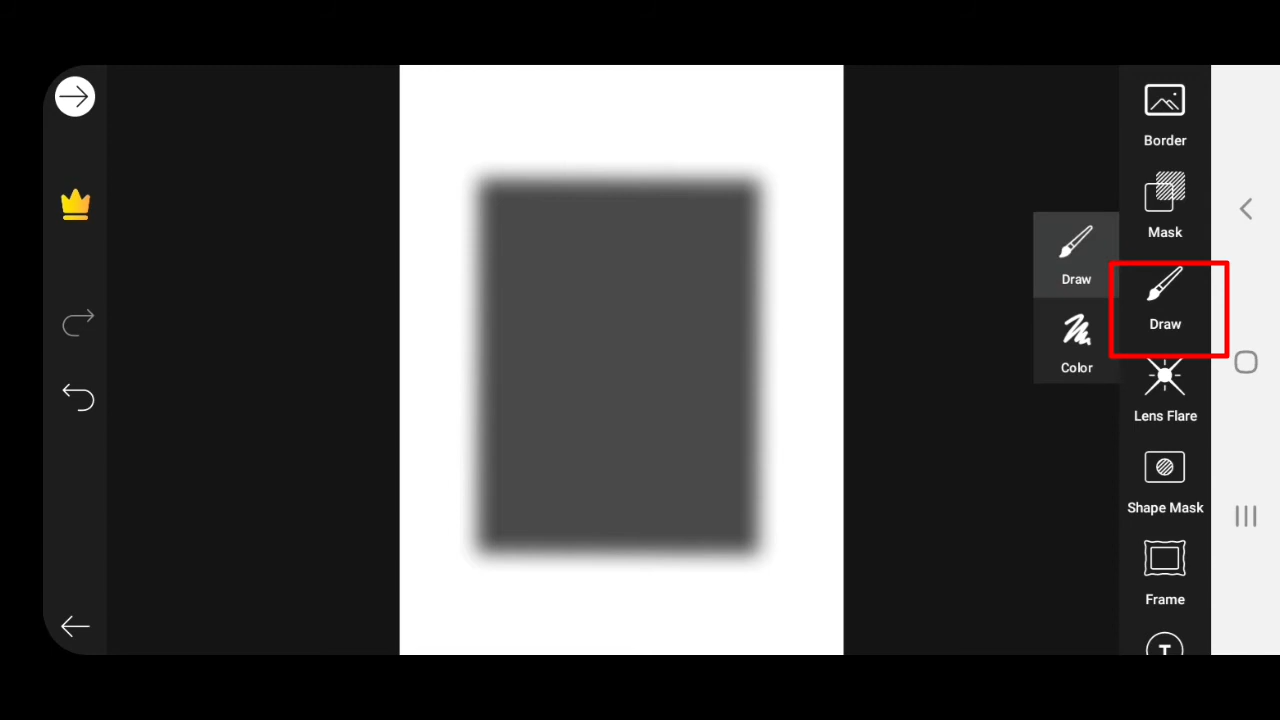 Border
Mask
Draw
Draw
Color
Lens Flare
Shape Mask
Frame
T